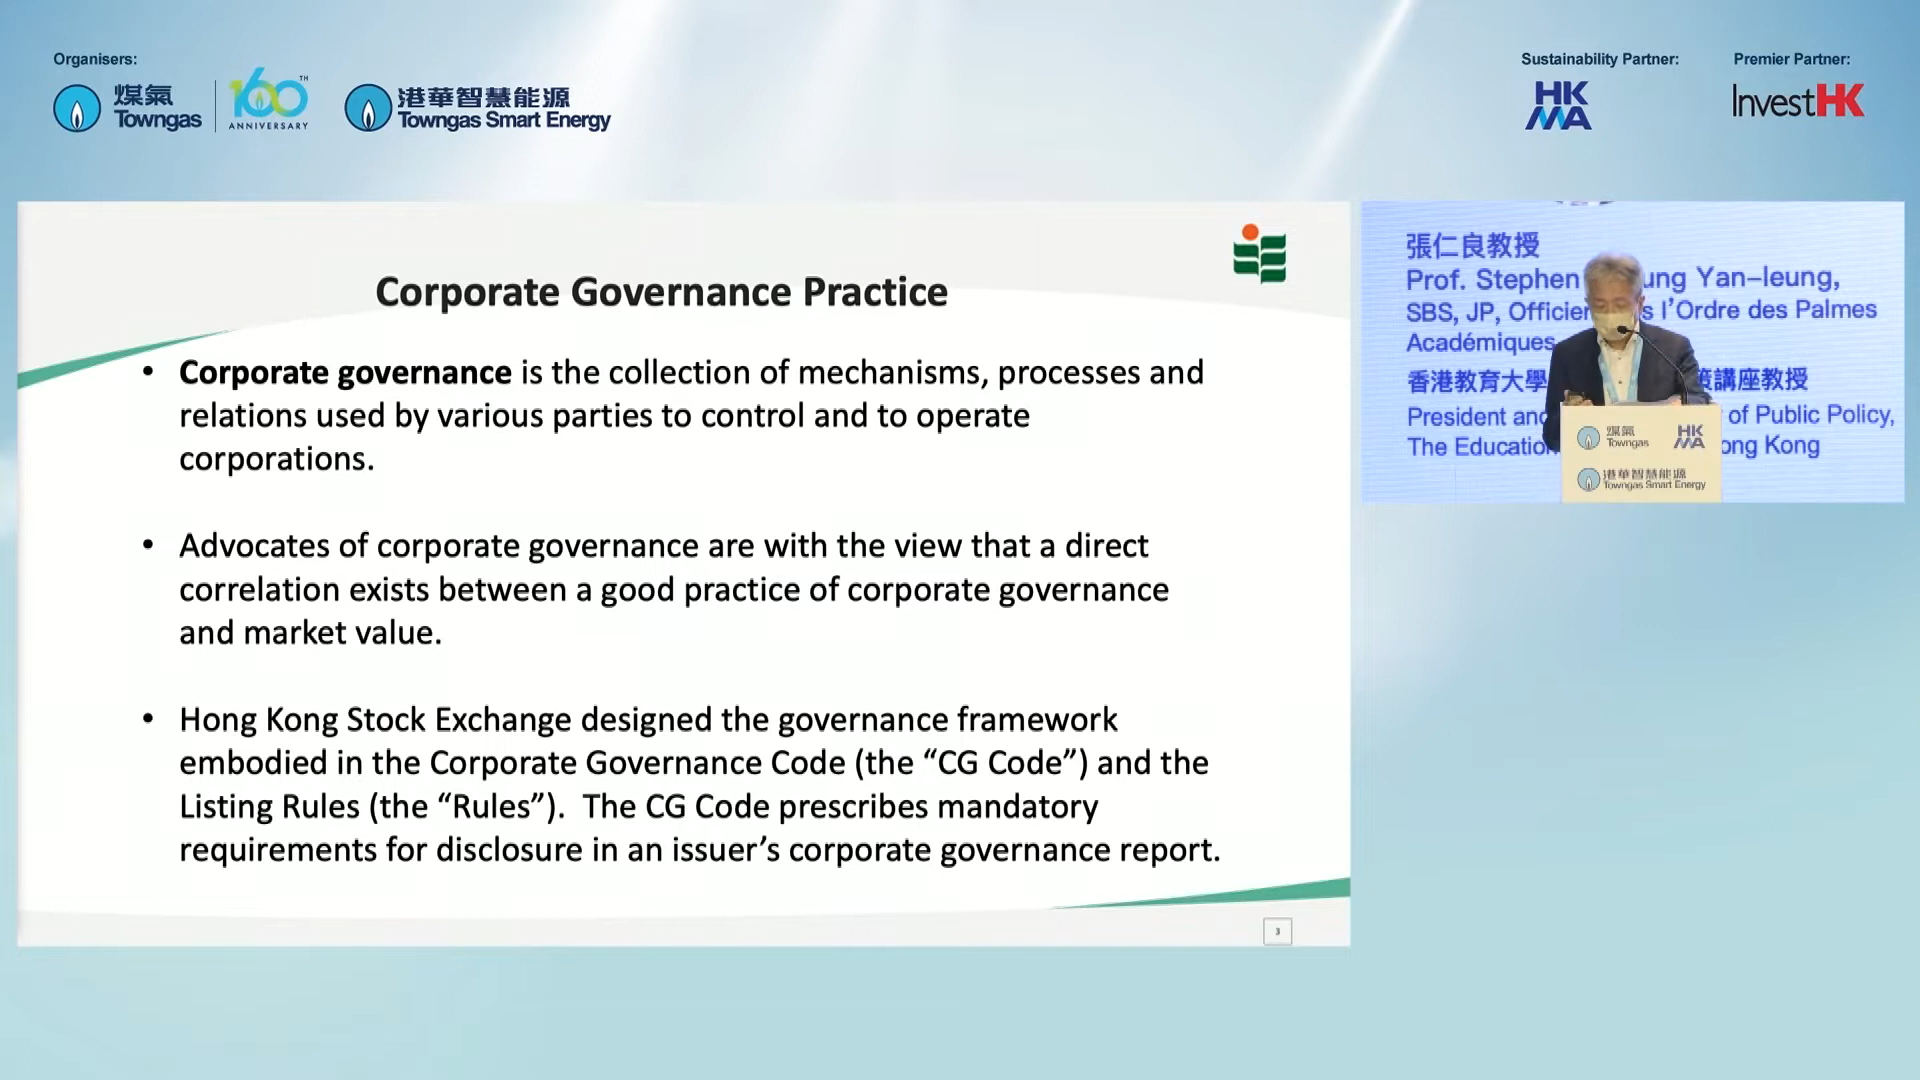 Organisers:
煤氣
Towngas
160TH
ANNIVERSARY
港華智慧能源
Towngas Smart Energy
Sustainability Partner:
HK
MA
Premier Partner:
InvestHK
Corporate Governance Practice
• Corporate governance is the collection of mechanisms, processes and
relations used by various parties to control and to operate
corporations.
• Advocates of corporate governance are with the view that a direct
correlation exists between a good practice of corporate governance
and market value.
• Hong Kong Stock Exchange designed the governance framework
embodied in the Corporate Governance Code (the “CG Code”) and the
Listing Rules (the “Rules”).  The CG Code prescribes mandatory
requirements for disclosure in an issuer’s corporate governance report.
3
張仁良教授
Prof. Stephen ung Yan-leung,
SBS, JP, Officier s l'Ordre des Palmes
Académiques
香港教育大學 講座教授
President and of Public Policy,
The Education ong Kong
煤氣
Towngas
HK
MA
港華智慧能源
Towngas Smart Energy